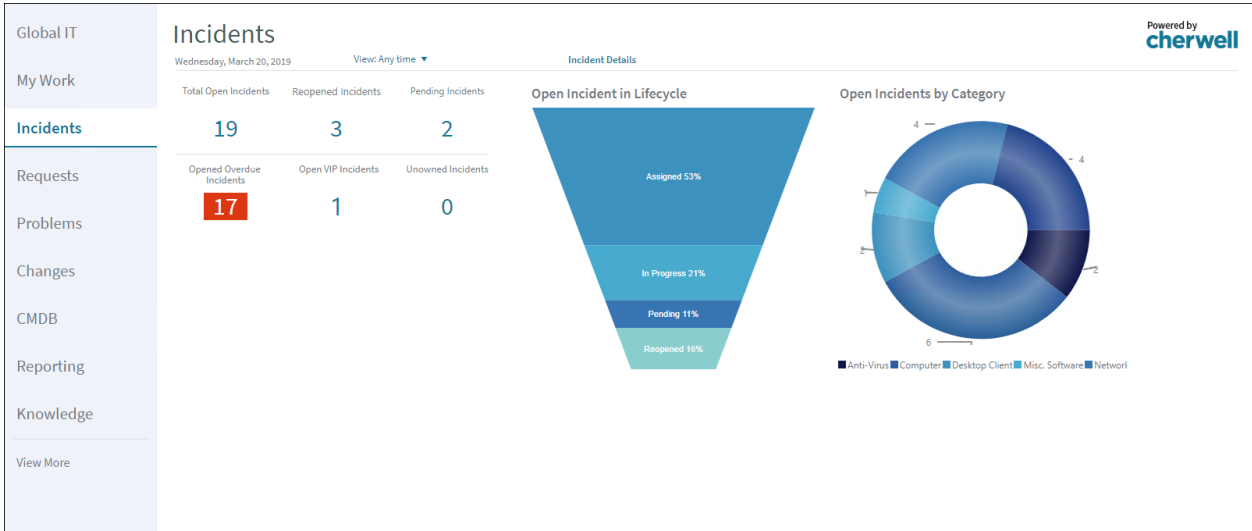 Global IT
My Work
Incidents
Requests
Problems
Changes
CMDB
Reporting
Knowledge
View More
Incidents
Wednesday, March 20, 2019
View: Any time
Incident Details
Powered by
cherwell
Total Open Incidents
19
Reopened Incidents
3
Pending Incidents
2
Opened Overdue
Incidents
17
Open VIP Incidents
1
Unowned Incidents
0
Open Incident in Lifecycle
Assigned 53%
In Progress 21%
Pending 11%
Reopened 16%
Open Incidents by Category
4
4
1
2
2
6
Anti-Virus Computer Desktop Client Misc. Software Network